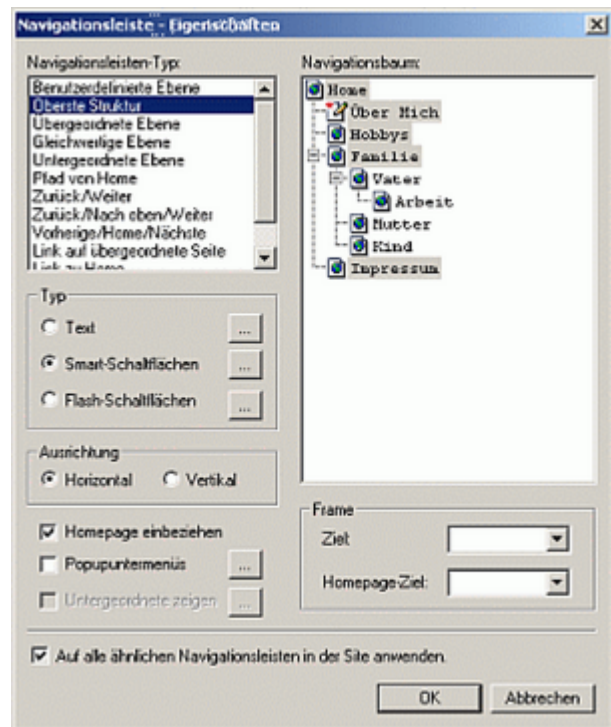 Navigationsleiste - Eigenschaften
Navigationsleisten-Typ:
Benutzerdefinierte Ebene
Oberste Struktur
Übergeordnete Ebene
Gleichwertige Ebene
Untergeordnete Ebene
Pfad von Home
Zurück/Weiter
Zurück/Nach oben/Weiter
Vorherige/Home/Nächste
Link auf übergeordnete Seite
Link zu Home
Typ
Text
...
Smart-Schaltflächen
...
Flash-Schaltflächen
...
Ausrichtung
Horizontal Vertikal
Homepage einbeziehen
Popupuntermenüs
...
Untergeordnete zeigen
...
Navigationsbaum:
Home
Über Mich
Hobbys
Familie
Vater
Arbeit
Mutter
Kind
Impressum
Frame
Ziel:
Homepage-Ziel:
Auf alle ähnlichen Navigationsleisten in der Site anwenden.
OK Abbrechen